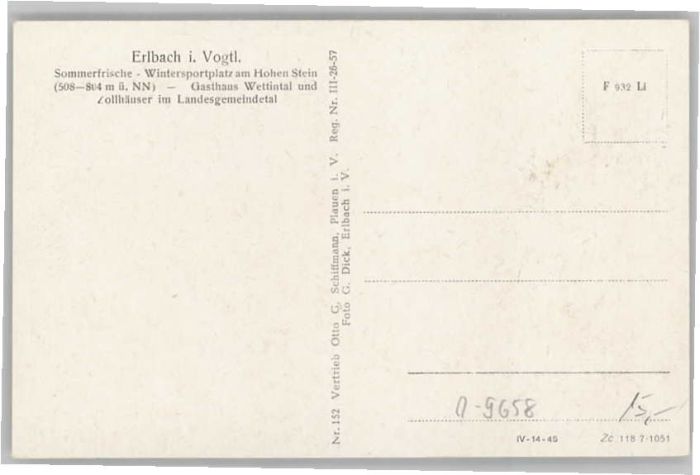 Erlbach i. Vogtl.
Sommerfrische - Wintersportplatz am Hohen Stein
(508—804 m ü. NN) — Gasthaus Wettintal und
Zollhäuser im Landesgemeindetal
Nr. 152 Vertrieb Otto G. Schiffmann, Plauen i. V. Reg. Nr. III-26-57
Foto G. Dick, Erlbach i. V.
F 932 Li
-9658
15,-
IV-14-45
Zc 118 7 1051